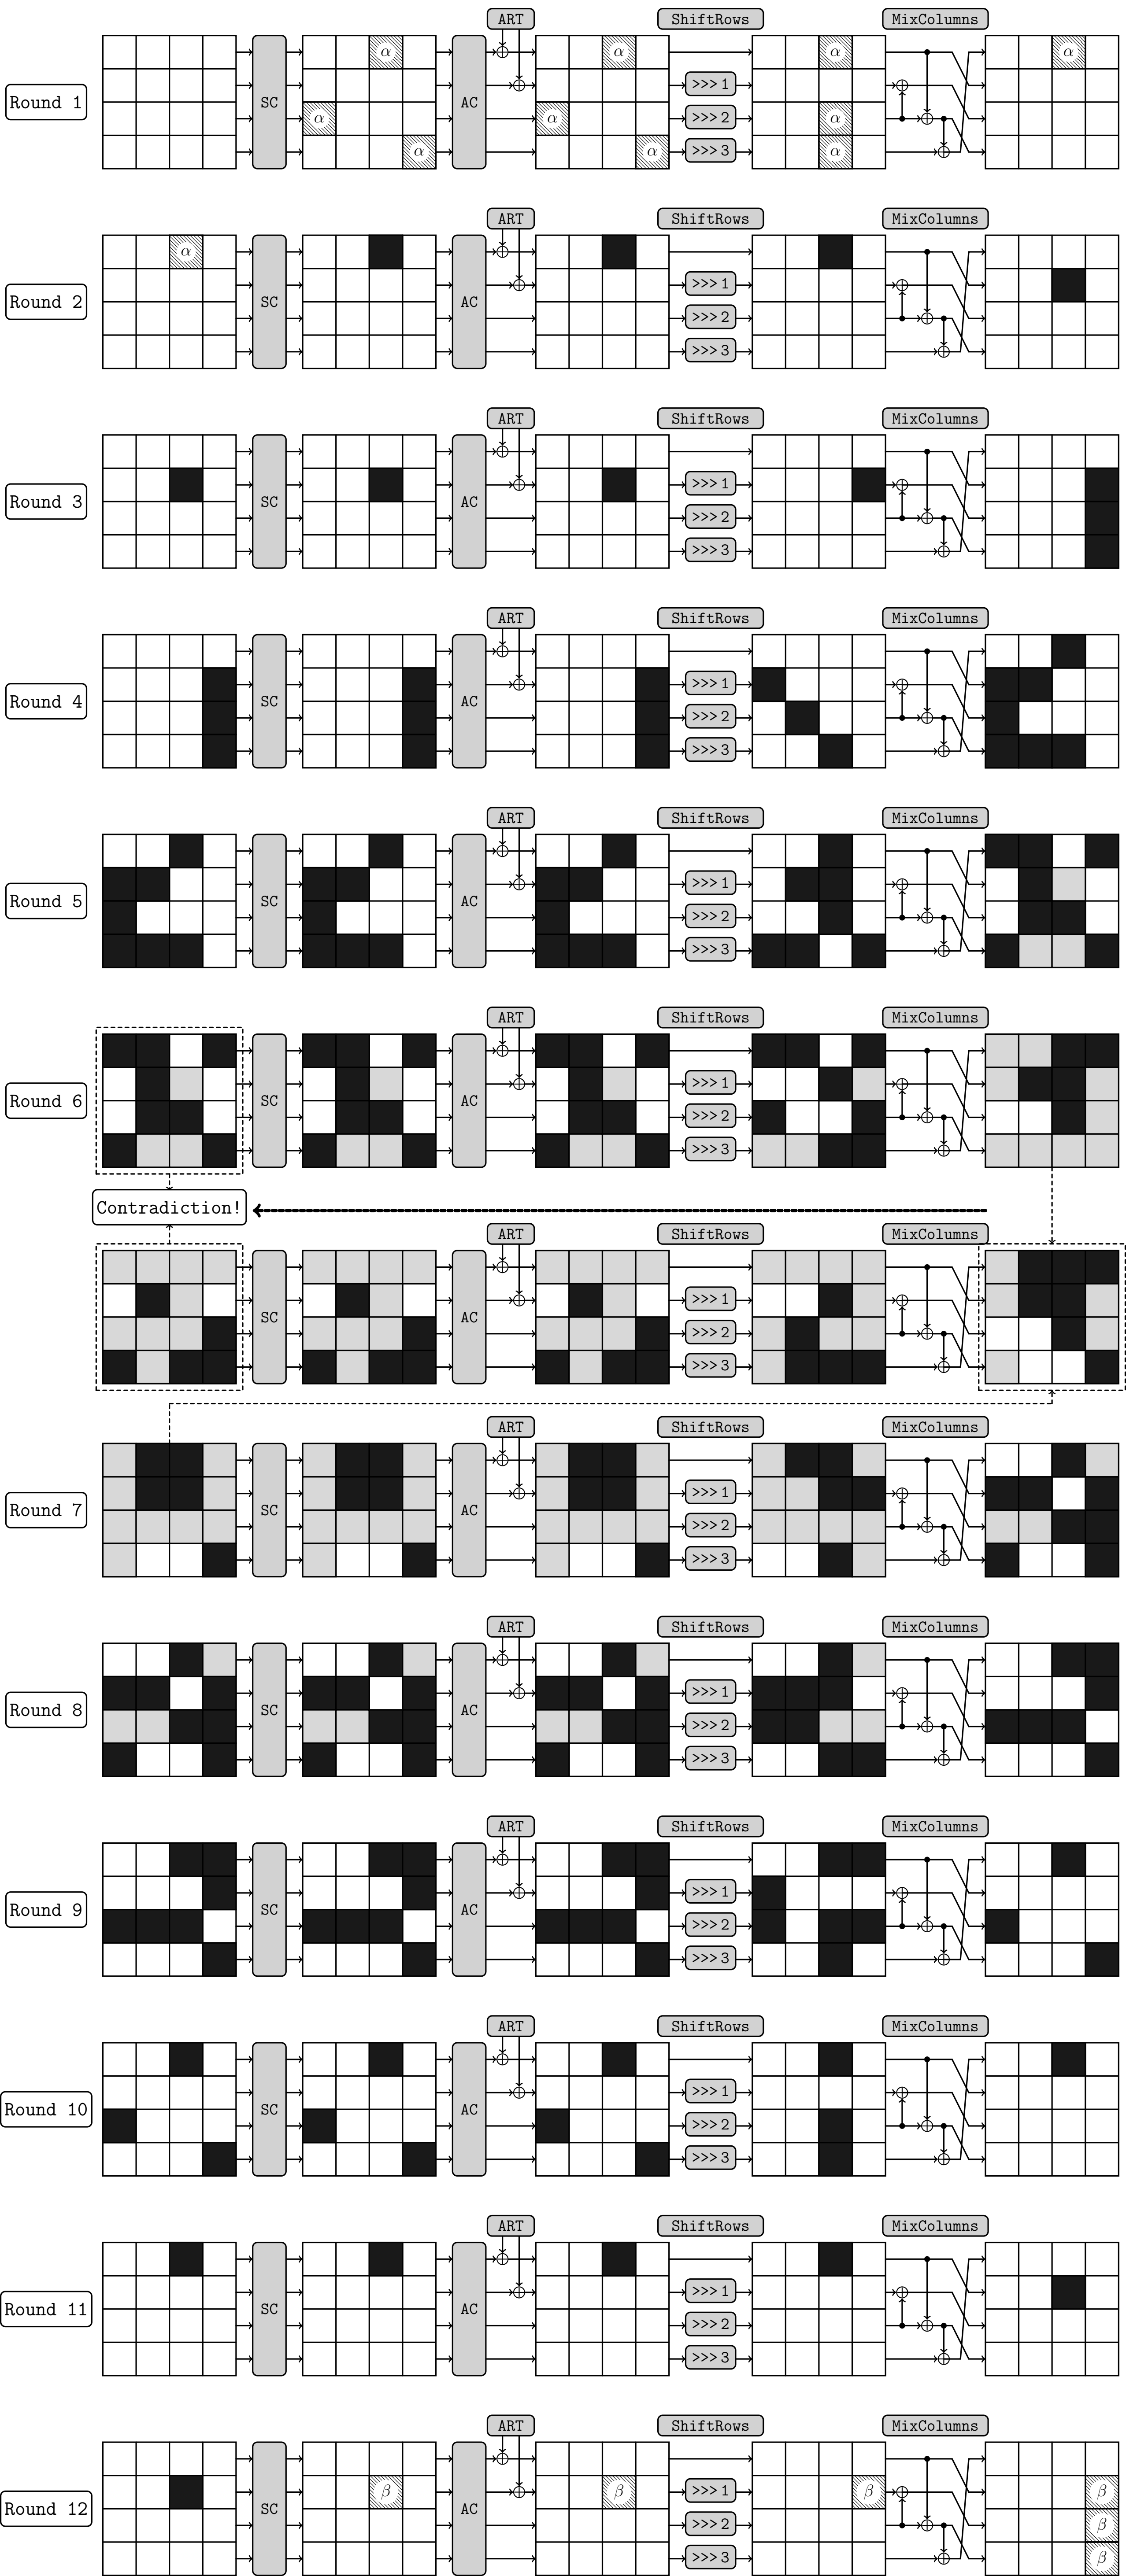 ART ShiftRows MixColumns
α α α α
>>> 1
Round 1 SC AC
α α >>> 2 α
α α >>> 3 α
ART ShiftRows MixColumns
α
>>> 1
Round 2 SC AC
>>> 2
>>> 3
ART ShiftRows MixColumns
>>> 1
Round 3 SC AC
>>> 2
>>> 3
ART ShiftRows MixColumns
>>> 1
Round 4 SC AC
>>> 2
>>> 3
ART ShiftRows MixColumns
>>> 1
Round 5 SC AC
>>> 2
>>> 3
ART ShiftRows MixColumns
>>> 1
Round 6 SC AC
>>> 2
>>> 3
Contradiction!
ART ShiftRows MixColumns
>>> 1
SC AC
>>> 2
>>> 3
ART ShiftRows MixColumns
>>> 1
Round 7 SC AC
>>> 2
>>> 3
ART ShiftRows MixColumns
>>> 1
Round 8 SC AC
>>> 2
>>> 3
ART ShiftRows MixColumns
>>> 1
Round 9 SC AC
>>> 2
>>> 3
ART ShiftRows MixColumns
>>> 1
Round 10 SC AC
>>> 2
>>> 3
ART ShiftRows MixColumns
>>> 1
Round 11 SC AC
>>> 2
>>> 3
ART ShiftRows MixColumns
β β >>> 1 β β
Round 12 SC AC
>>> 2 β
>>> 3 β